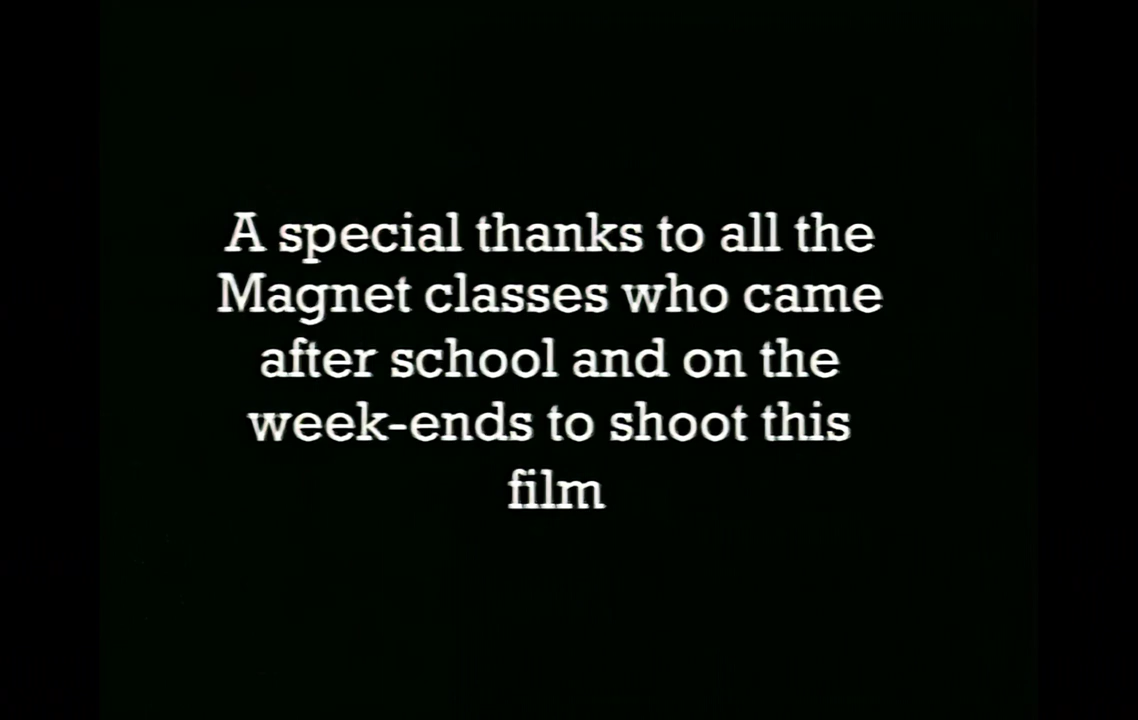 A special thanks to all the
Magnet classes who came
after school and on the
week-ends to shoot this
film